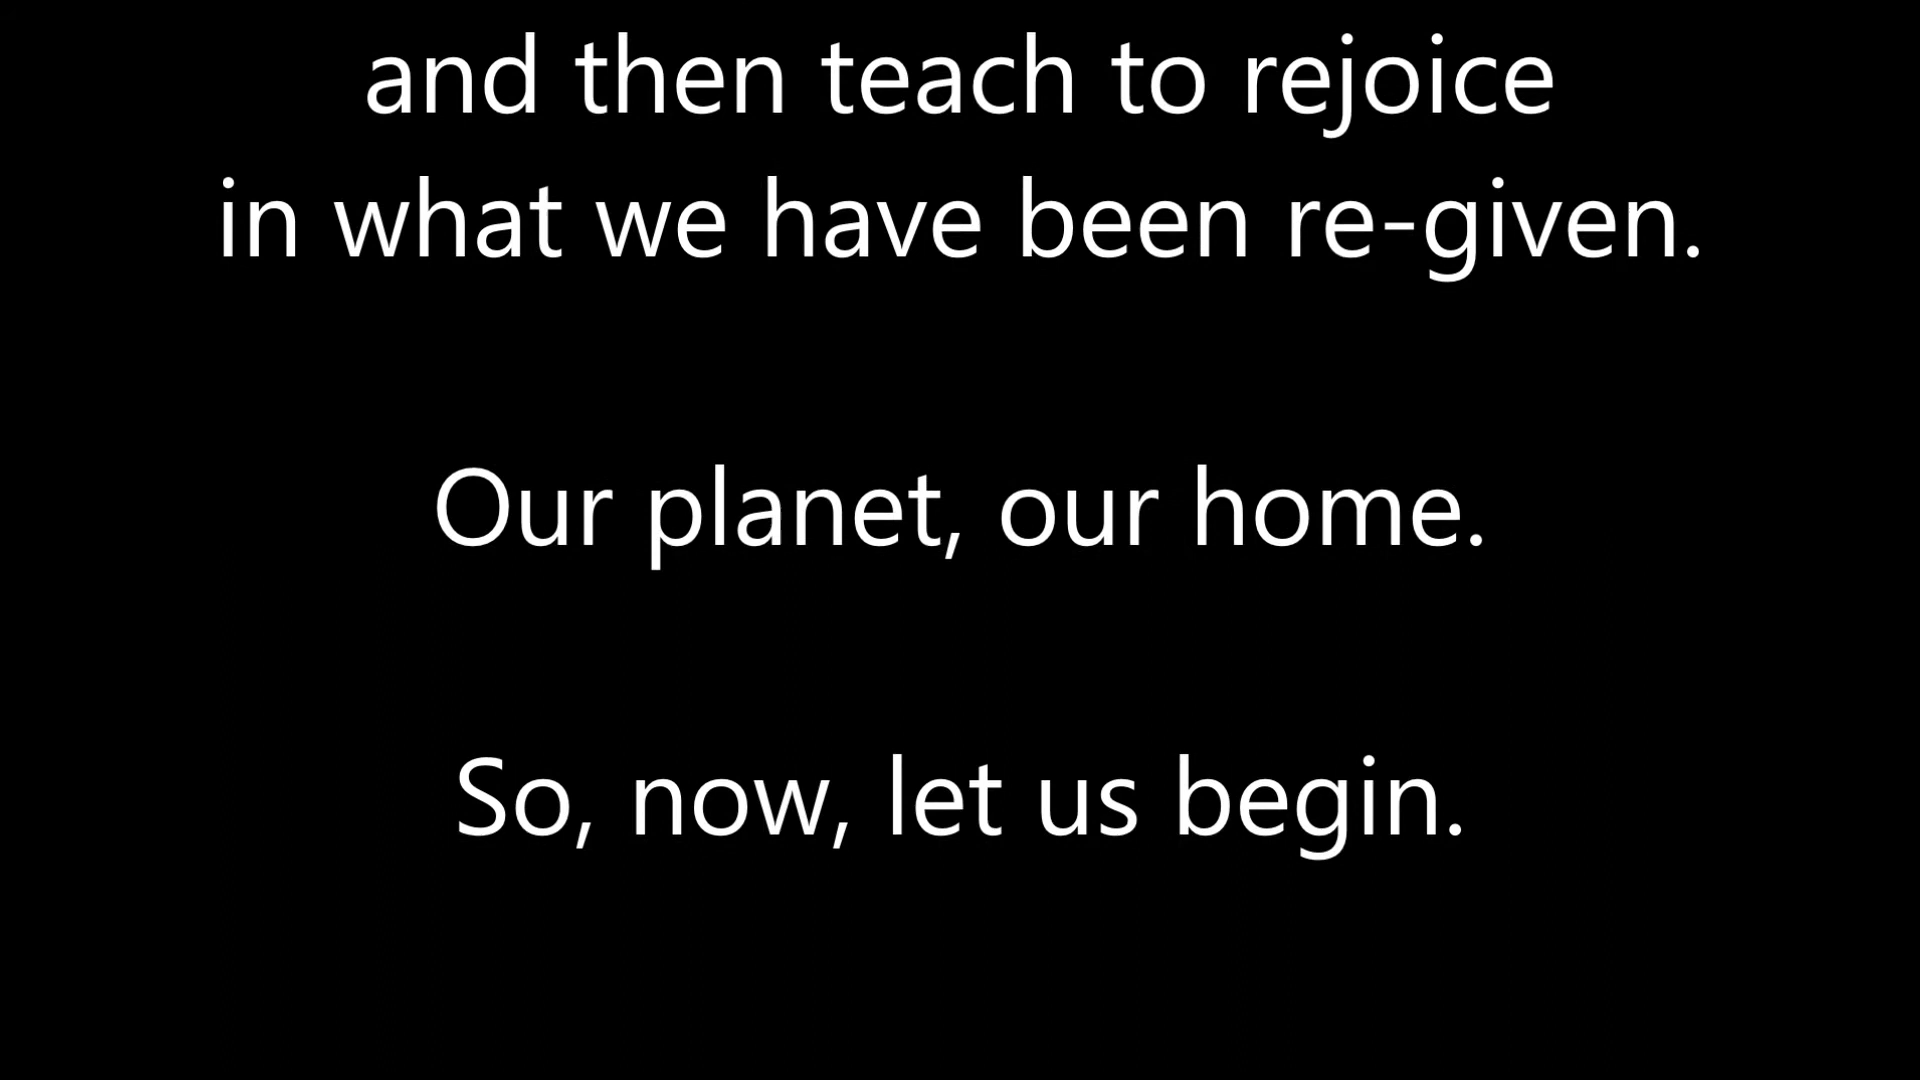 and then teach to rejoice
in what we have been re-given.
Our planet, our home.
So, now, let us begin.